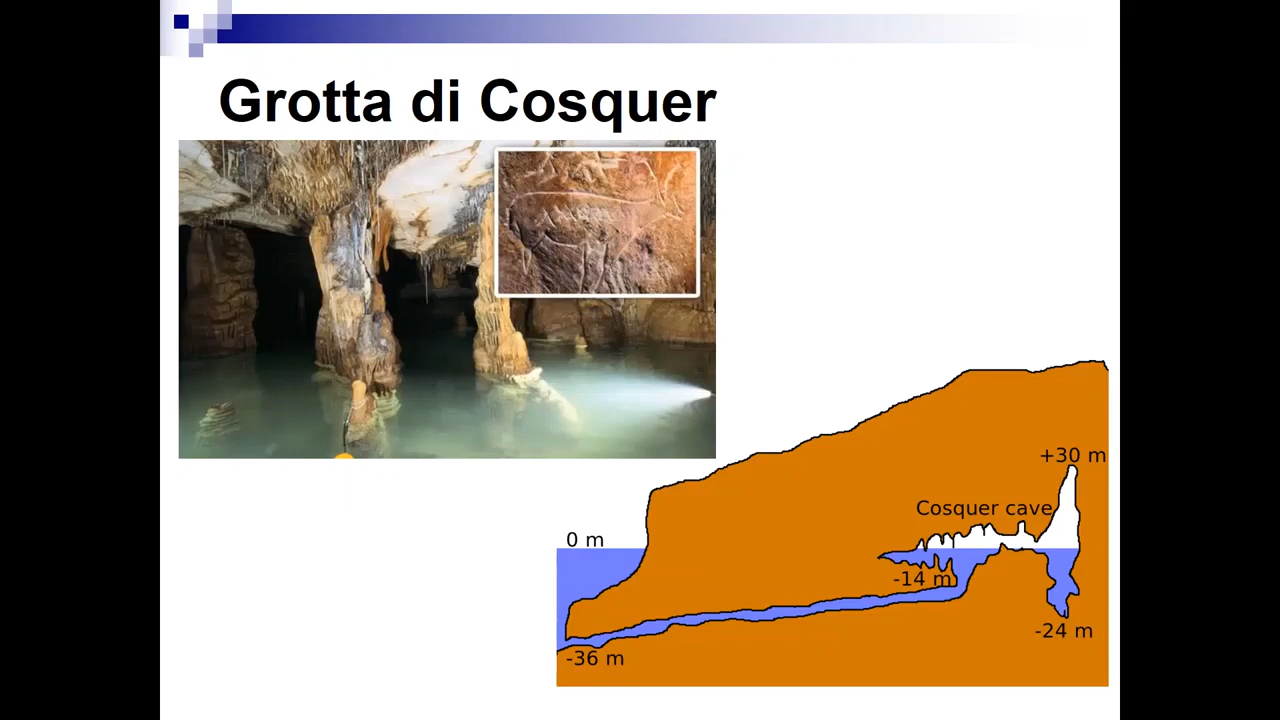 Grotta di Cosquer
+30 m
Cosquer cave
0 m
-14 m
-24 m
-36 m